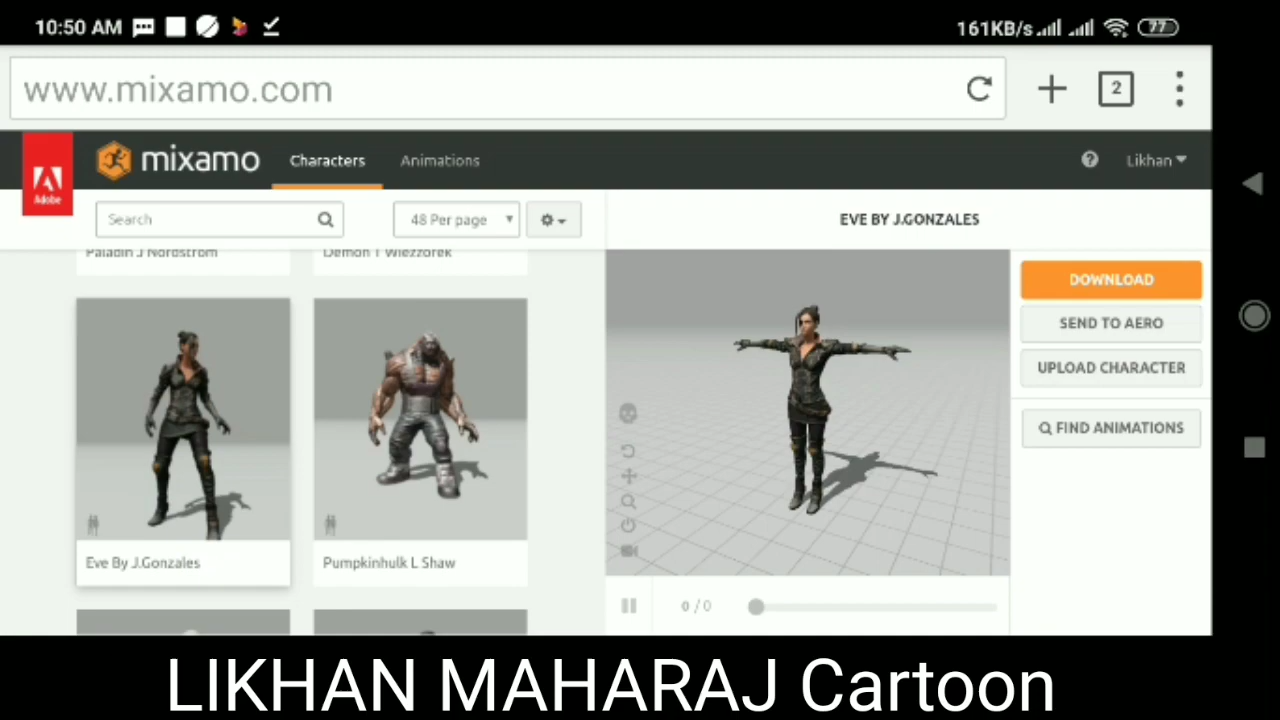 10:50 AM
161KB/s
77
www.mixamo.com
2
Adobe
mixamo
Characters
Animations
Likhan
Search
48 Per page
EVE BY J.GONZALES
Paladin J Nordstrom
Demon T Wiezzorek
DOWNLOAD
SEND TO AERO
UPLOAD CHARACTER
FIND ANIMATIONS
Eve By J.Gonzales
Pumpkinhulk L Shaw
0 / 0
LIKHAN MAHARAJ Cartoon